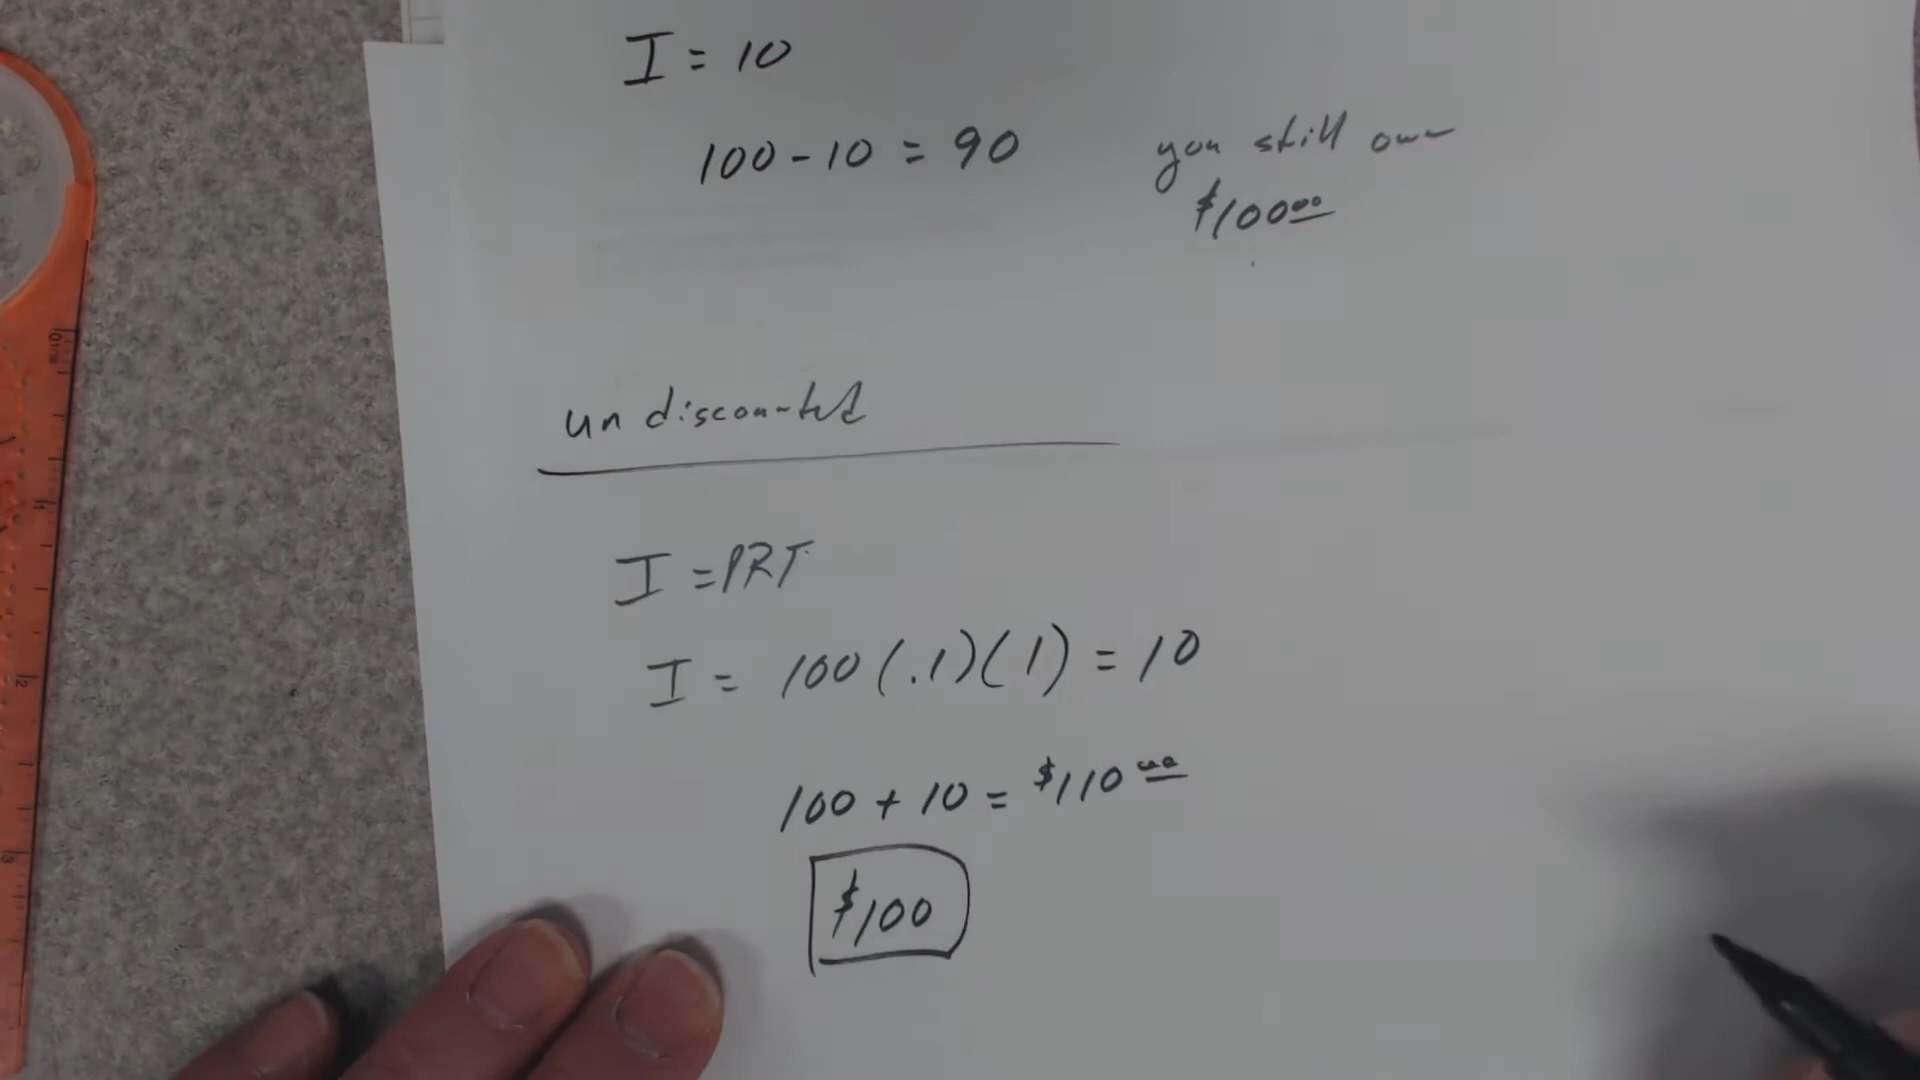 I = 10
100 - 10 = 90
you still owe
$100.00
undiscounted
I = PRT
I = 100 (.1)(1) = 10
100 + 10 = $110.00
$100